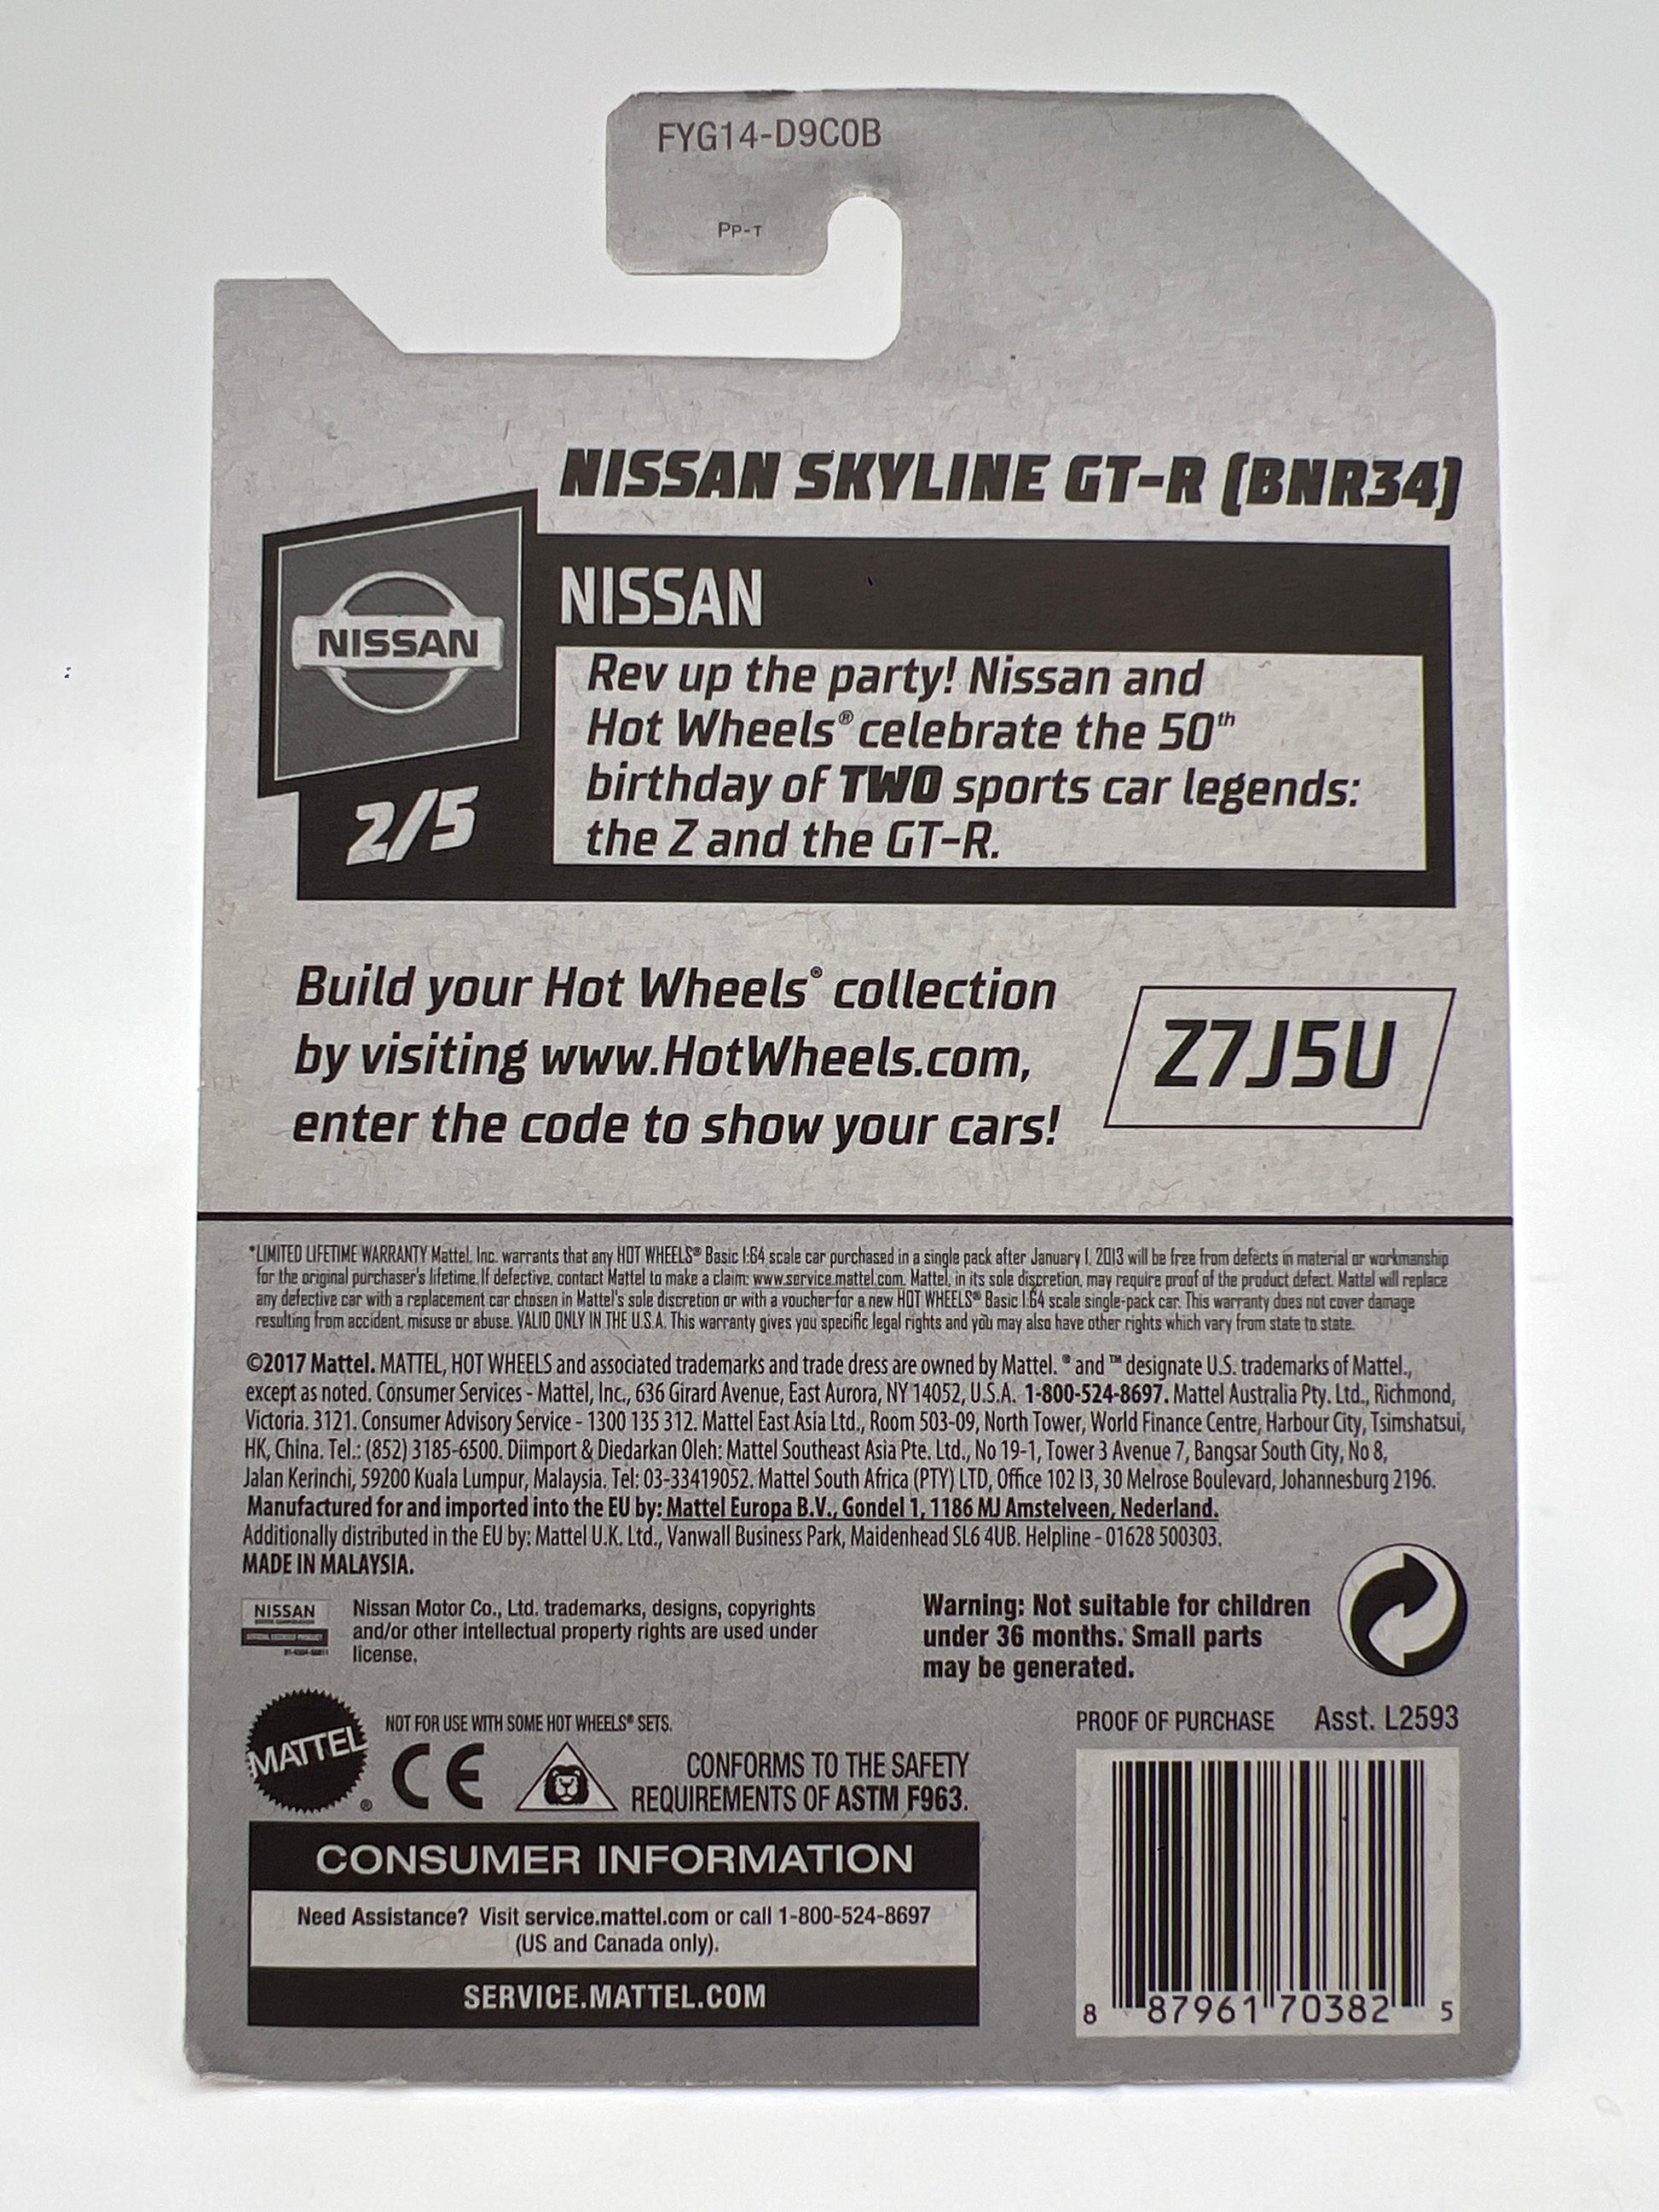 FYG14-D9C0B
Pp-T
NISSAN SKYLINE GT-R (BNR34)
NISSAN
NISSAN
2/5
Rev up the party! Nissan and
Hot Wheels® celebrate the 50th
birthday of TWO sports car legends:
the Z and the GT-R.
Build your Hot Wheels® collection
by visiting www.HotWheels.com,
enter the code to show your cars!
Z7J5U
*LIMITED LIFETIME WARRANTY Mattel, Inc. warrants that any HOT WHEELS® Basic 1:64 scale car purchased in a single pack after January 1, 2013 will be free from defects in material or workmanship
for the original purchaser's lifetime. If defective, contact Mattel to make a claim: www.service.mattel.com. Mattel, in its sole discretion, may require proof of the product defect. Mattel will replace
any defective car with a replacement car chosen in Mattel's sole discretion or with a voucher for a new HOT WHEELS® Basic 1:64 scale single-pack car. This warranty does not cover damage
resulting from accident, misuse or abuse. VALID ONLY IN THE U.S.A. This warranty gives you specific legal rights and you may also have other rights which vary from state to state.
©2017 Mattel. MATTEL, HOT WHEELS and associated trademarks and trade dress are owned by Mattel. ® and ™ designate U.S. trademarks of Mattel.,
except as noted. Consumer Services - Mattel, Inc., 636 Girard Avenue, East Aurora, NY 14052, U.S.A. 1-800-524-8697. Mattel Australia Pty. Ltd., Richmond,
Victoria. 3121. Consumer Advisory Service - 1300 135 312. Mattel East Asia Ltd., Room 503-09, North Tower, World Finance Centre, Harbour City, Tsimshatsui,
HK, China. Tel.: (852) 3185-6500. Diimport & Diedarkan Oleh: Mattel Southeast Asia Pte. Ltd., No 19-1, Tower 3 Avenue 7, Bangsar South City, No 8,
Jalan Kerinchi, 59200 Kuala Lumpur, Malaysia. Tel: 03-33419052. Mattel South Africa (PTY) LTD, Office 102 I3, 30 Melrose Boulevard, Johannesburg 2196.
Manufactured for and imported into the EU by: Mattel Europa B.V., Gondel 1, 1186 MJ Amstelveen, Nederland.
Additionally distributed in the EU by: Mattel U.K. Ltd., Vanwall Business Park, Maidenhead SL6 4UB. Helpline - 01628 500303.
MADE IN MALAYSIA.
NISSAN
Nissan Motor Co., Ltd. trademarks, designs, copyrights
and/or other intellectual property rights are used under
license.
Warning: Not suitable for children
under 36 months. Small parts
may be generated.
MATTEL ®
NOT FOR USE WITH SOME HOT WHEELS® SETS.
CE
CONFORMS TO THE SAFETY
REQUIREMENTS OF ASTM F963.
PROOF OF PURCHASE Asst. L2593
CONSUMER INFORMATION
Need Assistance? Visit service.mattel.com or call 1-800-524-8697
(US and Canada only).
SERVICE.MATTEL.COM
8 87961 70382 5